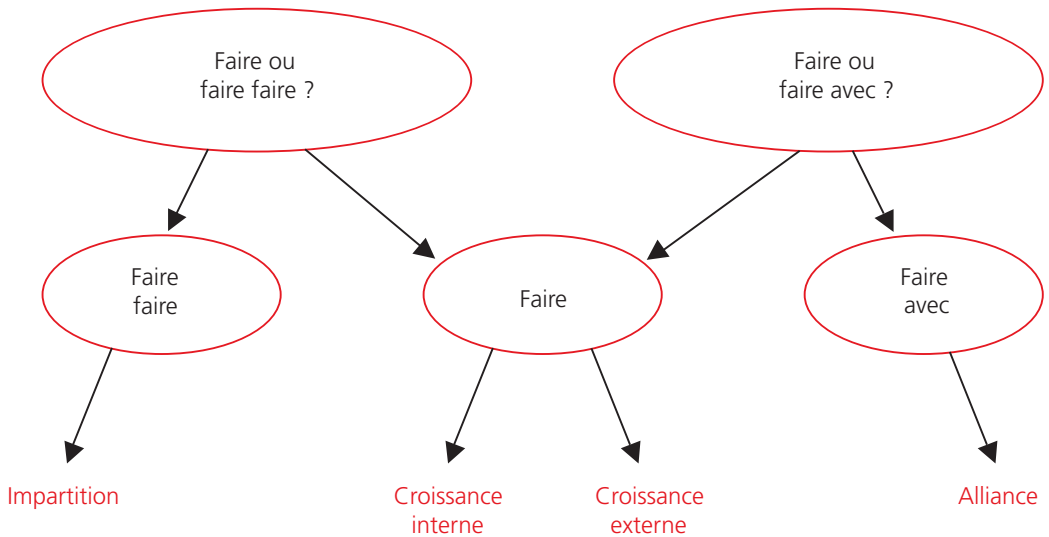 Faire ou
faire faire ?
Faire ou
faire avec ?
Faire
faire
Faire
Faire
avec
Impartition
Croissance
interne
Croissance
externe
Alliance